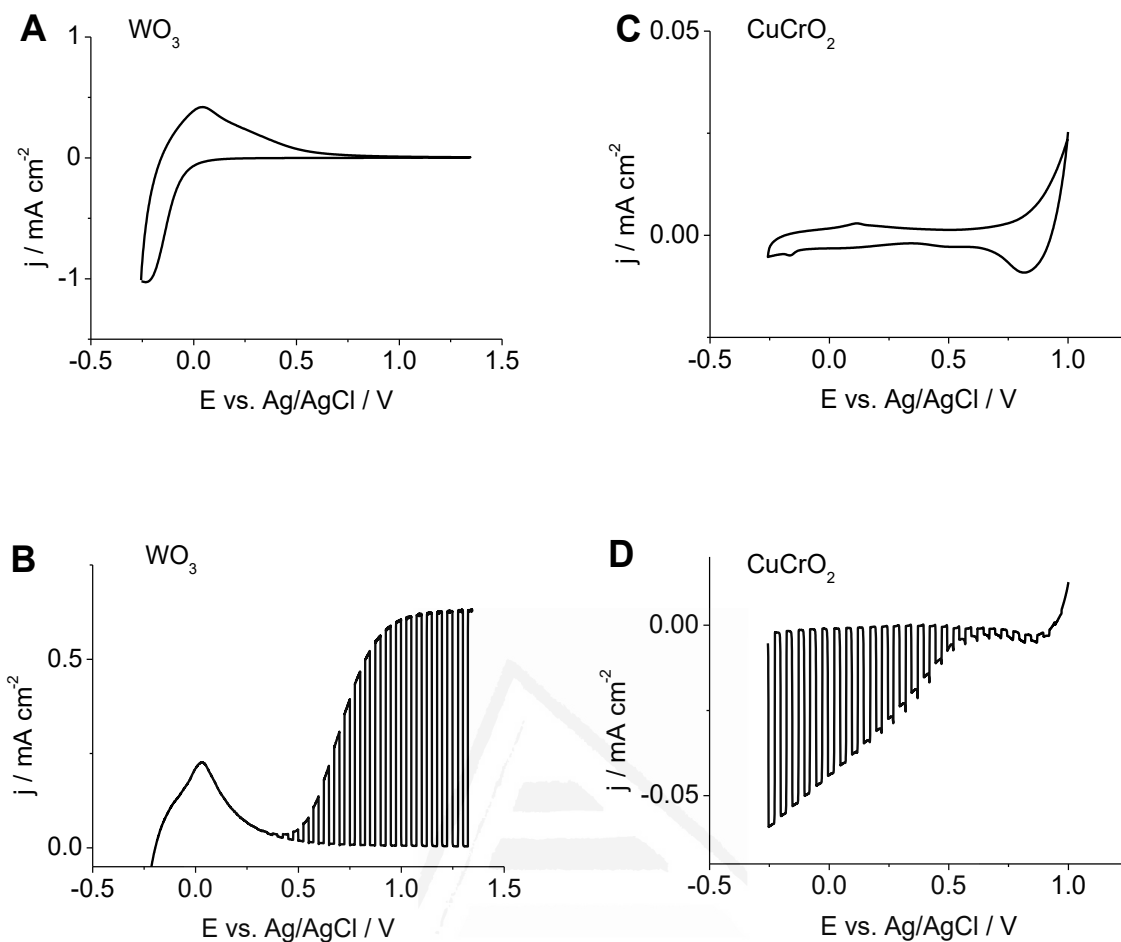 A WO₃
1
0
-1
j / mA cm⁻²
-0.5 0.0 0.5 1.0 1.5
E vs. Ag/AgCl / V
C CuCrO₂
0.05
0.00
j / mA cm⁻²
-0.5 0.0 0.5 1.0
E vs. Ag/AgCl / V
B WO₃
0.5
0.0
j / mA cm⁻²
-0.5 0.0 0.5 1.0 1.5
E vs. Ag/AgCl / V
D CuCrO₂
0.00
-0.05
j / mA cm⁻²
-0.5 0.0 0.5 1.0
E vs. Ag/AgCl / V